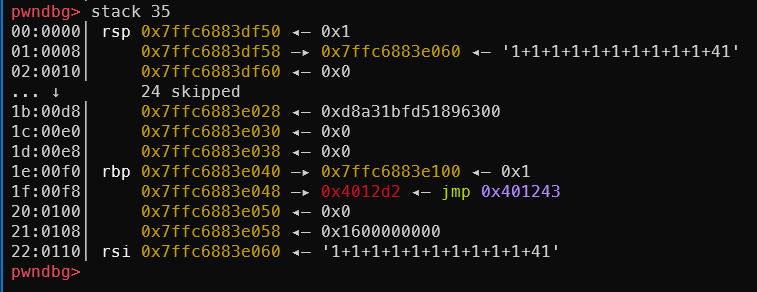 pwndbg> stack 35
00:0000│ rsp 0x7ffc6883df50 ◂— 0x1
01:0008│     0x7ffc6883df58 —▸ 0x7ffc6883e060 ◂— '1+1+1+1+1+1+1+1+1+1+41'
02:0010│     0x7ffc6883df60 ◂— 0x0
... ↓        24 skipped
1b:00d8│     0x7ffc6883e028 ◂— 0xd8a31bfd51896300
1c:00e0│     0x7ffc6883e030 ◂— 0x0
1d:00e8│     0x7ffc6883e038 ◂— 0x0
1e:00f0│ rbp 0x7ffc6883e040 —▸ 0x7ffc6883e100 ◂— 0x1
1f:00f8│     0x7ffc6883e048 —▸ 0x4012d2 ◂— jmp 0x401243
20:0100│     0x7ffc6883e050 ◂— 0x0
21:0108│     0x7ffc6883e058 ◂— 0x1600000000
22:0110│ rsi 0x7ffc6883e060 ◂— '1+1+1+1+1+1+1+1+1+1+41'
pwndbg>